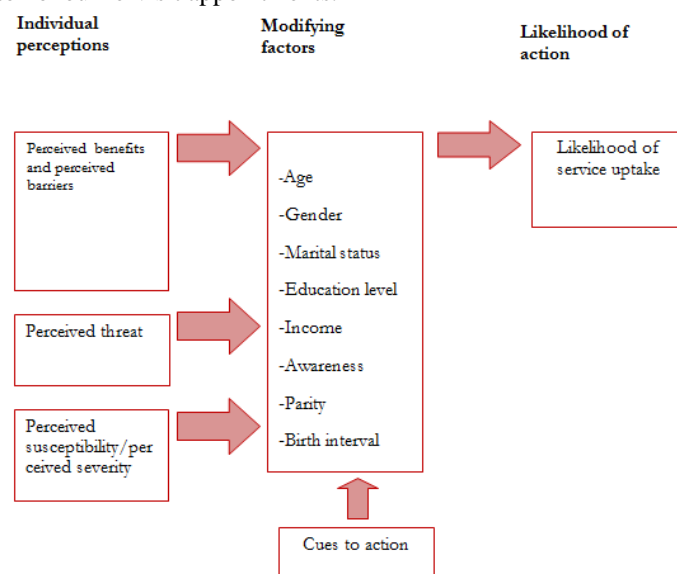 Individual
perceptions
Modifying
factors
Likelihood of
action
Perceived benefits
and perceived
barriers
Perceived threat
Perceived
susceptibility/per
ceived severity
-Age
-Gender
-Marital status
-Education level
-Income
-Awareness
-Parity
-Birth interval
Cues to action
Likelihood of
service uptake